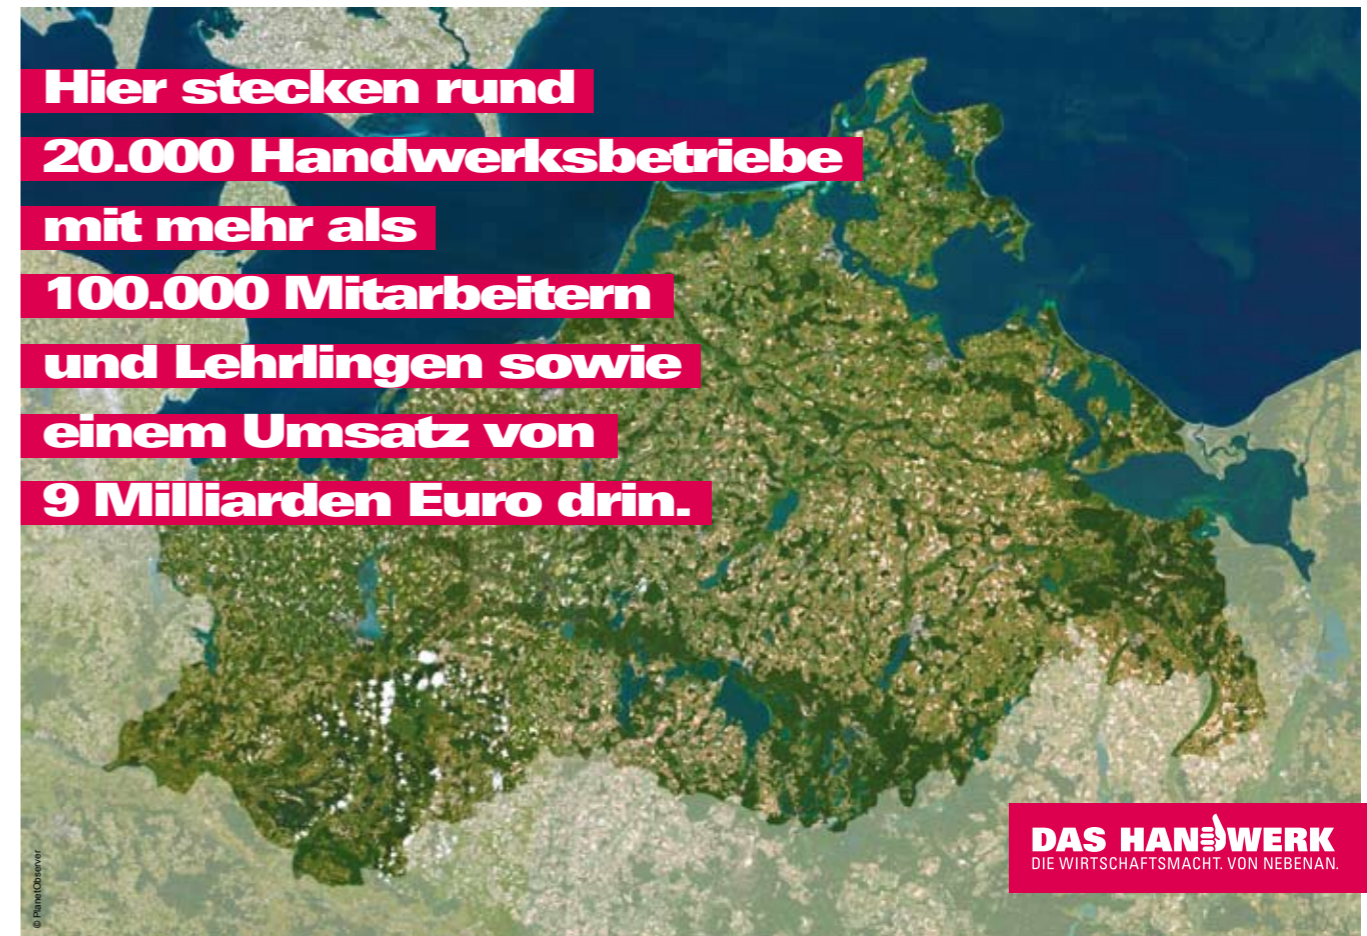 Hier stecken rund
20.000 Handwerksbetriebe
mit mehr als
100.000 Mitarbeitern
und Lehrlingen sowie
einem Umsatz von
9 Milliarden Euro drin.
DAS HANDWERK
DIE WIRTSCHAFTSMACHT. VON NEBENAN.
© PlanetObserver